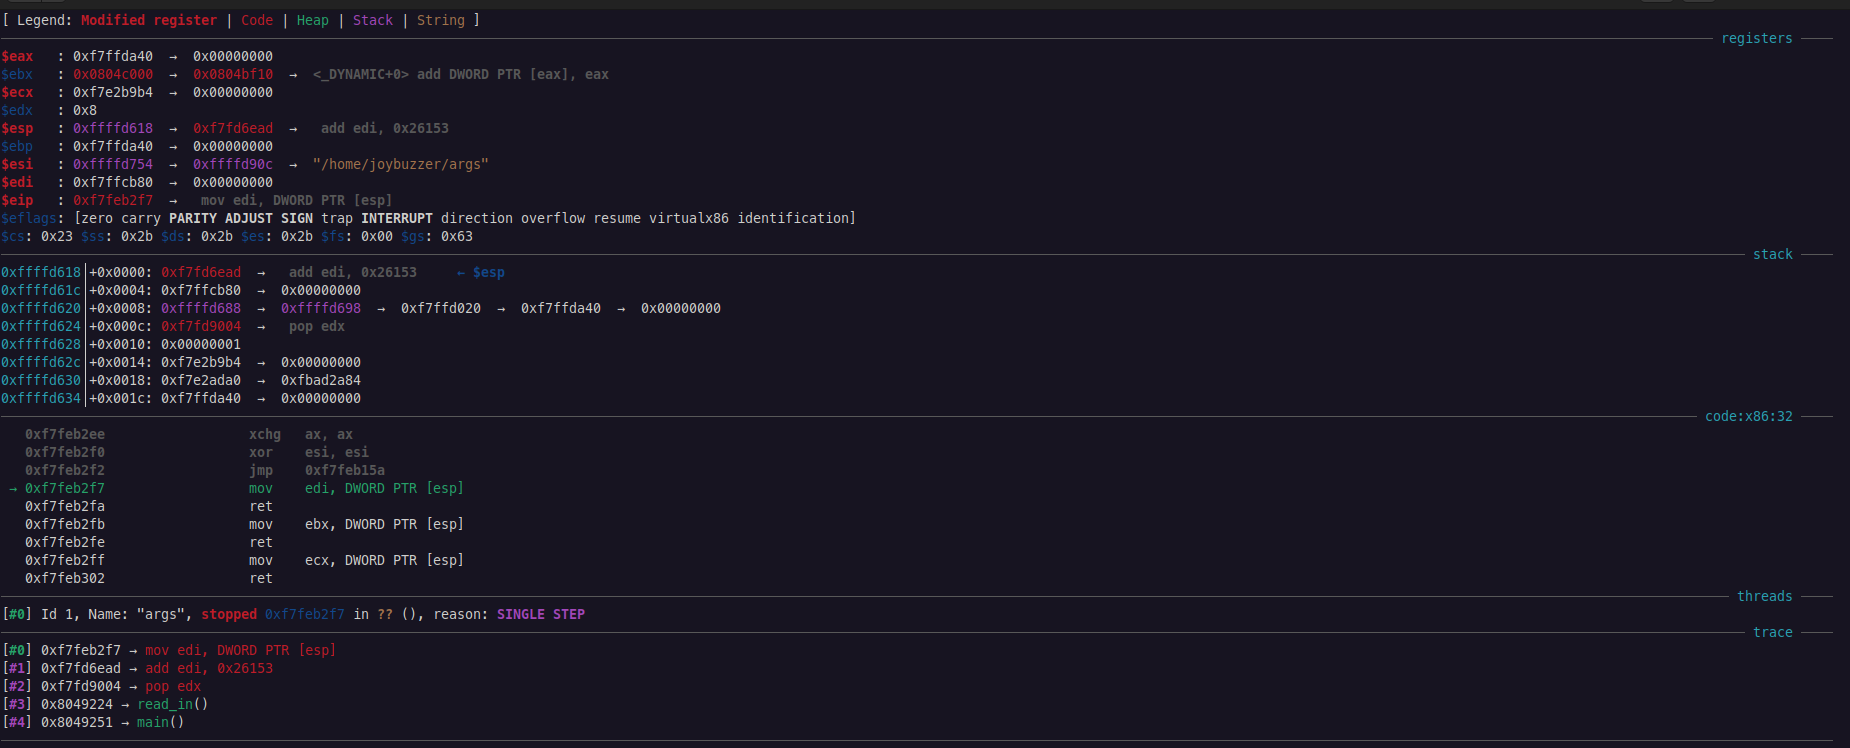 [ Legend: Modified register | Code | Heap | Stack | String ]
registers
$eax   : 0xf7ffda40  →  0x00000000
$ebx   : 0x0804c000  →  0x0804bf10  →  <_DYNAMIC+0> add DWORD PTR [eax], eax
$ecx   : 0xf7e2b9b4  →  0x00000000
$edx   : 0x8
$esp   : 0xffffd618  →  0xf7fd6ead  →   add edi, 0x26153
$ebp   : 0xf7ffda40  →  0x00000000
$esi   : 0xffffd754  →  0xffffd90c  →  "/home/joybuzzer/args"
$edi   : 0xf7ffcb80  →  0x00000000
$eip   : 0xf7feb2f7  →   mov edi, DWORD PTR [esp]
$eflags: [zero carry PARITY ADJUST SIGN trap INTERRUPT direction overflow resume virtualx86 identification]
$cs: 0x23 $ss: 0x2b $ds: 0x2b $es: 0x2b $fs: 0x00 $gs: 0x63
stack
0xffffd618│+0x0000: 0xf7fd6ead  →   add edi, 0x26153     ← $esp
0xffffd61c│+0x0004: 0xf7ffcb80  →  0x00000000
0xffffd620│+0x0008: 0xffffd688  →  0xffffd698  →  0xf7ffd020  →  0xf7ffda40  →  0x00000000
0xffffd624│+0x000c: 0xf7fd9004  →   pop edx
0xffffd628│+0x0010: 0x00000001
0xffffd62c│+0x0014: 0xf7e2b9b4  →  0x00000000
0xffffd630│+0x0018: 0xf7e2ada0  →  0xfbad2a84
0xffffd634│+0x001c: 0xf7ffda40  →  0x00000000
code:x86:32
0xf7feb2ee                  xchg   ax, ax
0xf7feb2f0                  xor    esi, esi
0xf7feb2f2                  jmp    0xf7feb15a
→ 0xf7feb2f7                  mov    edi, DWORD PTR [esp]
0xf7feb2fa                  ret
0xf7feb2fb                  mov    ebx, DWORD PTR [esp]
0xf7feb2fe                  ret
0xf7feb2ff                  mov    ecx, DWORD PTR [esp]
0xf7feb302                  ret
threads
[#0] Id 1, Name: "args", stopped 0xf7feb2f7 in ?? (), reason: SINGLE STEP
trace
[#0] 0xf7feb2f7 → mov edi, DWORD PTR [esp]
[#1] 0xf7fd6ead → add edi, 0x26153
[#2] 0xf7fd9004 → pop edx
[#3] 0x8049224 → read_in()
[#4] 0x8049251 → main()